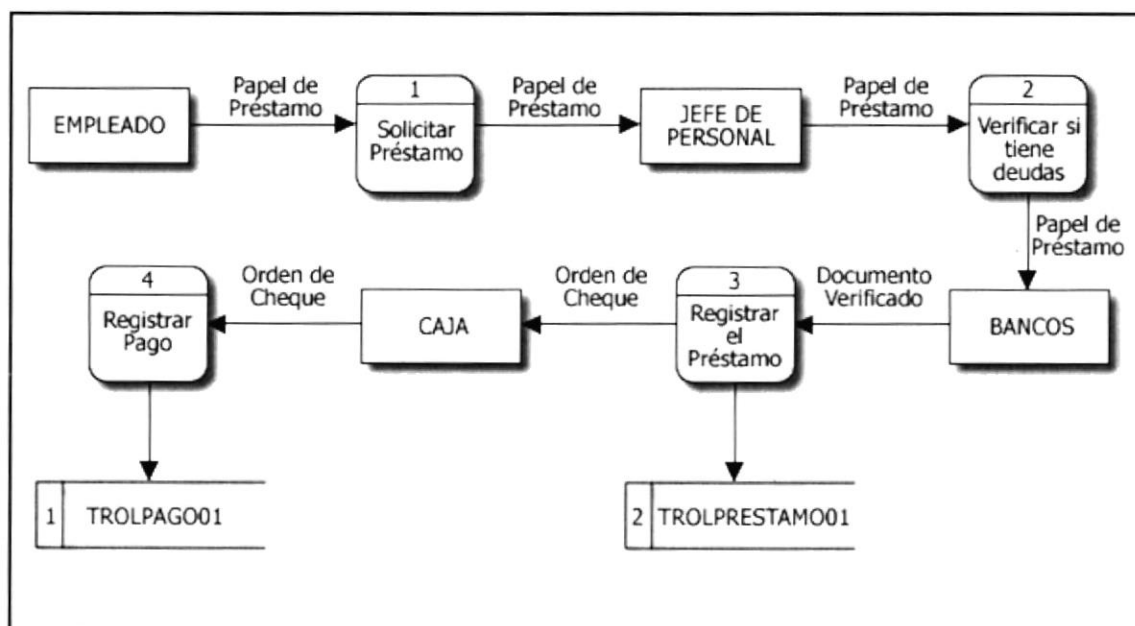 EMPLEADO
Papel de
Préstamo
1
Solicitar
Préstamo
Papel de
Préstamo
JEFE DE
PERSONAL
Papel de
Préstamo
2
Verificar si
tiene
deudas
Papel de
Préstamo
BANCOS
Documento
Verificado
3
Registrar
el
Préstamo
Orden de
Cheque
CAJA
Orden de
Cheque
4
Registrar
Pago
1 TROLPAGO01
2 TROLPRESTAMO01